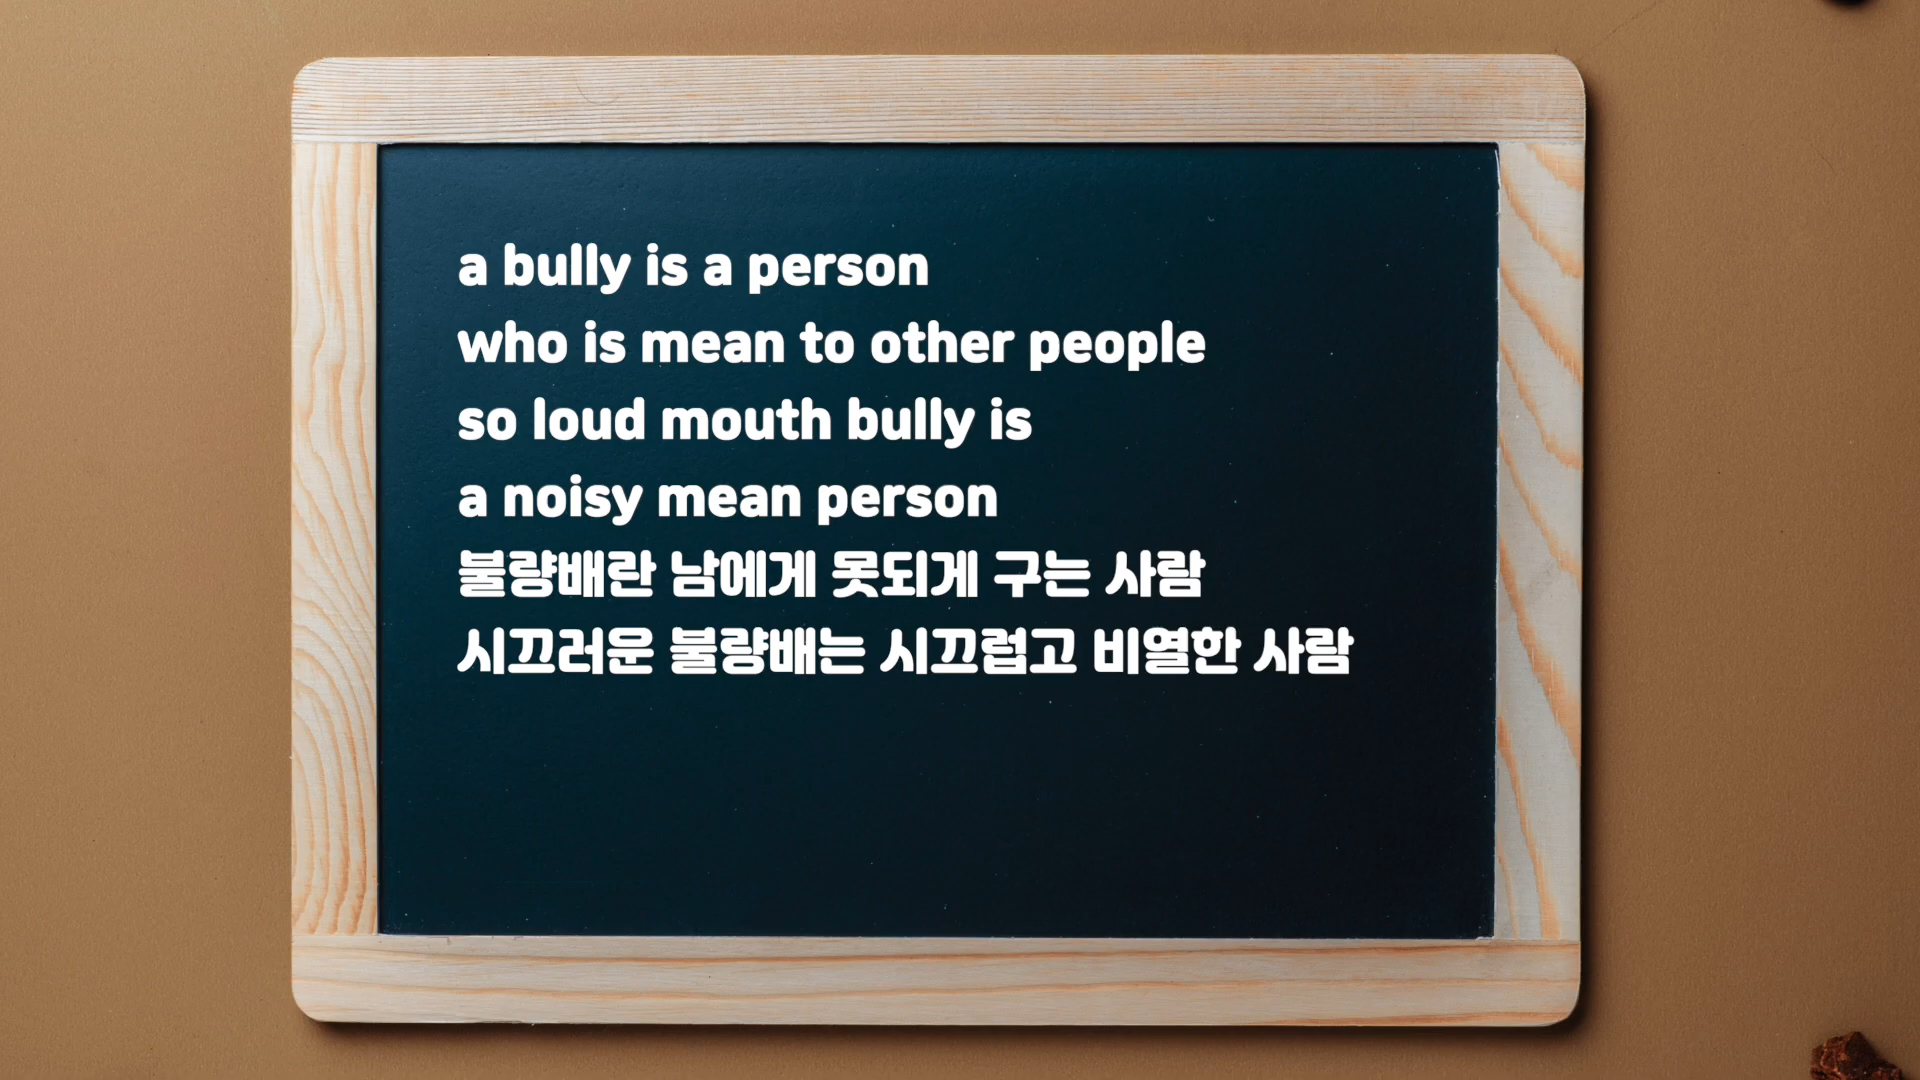 a bully is a person
who is mean to other people
so loud mouth bully is
a noisy mean person
불량배란 남에게 못되게 구는 사람
시끄러운 불량배는 시끄럽고 비열한 사람